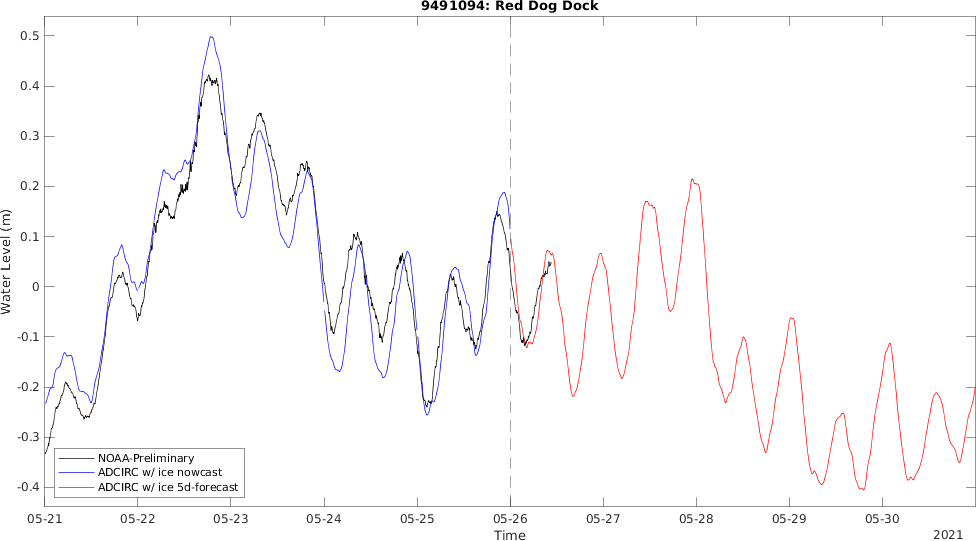 9491094: Red Dog Dock
0.5
0.4
0.3
0.2
0.1
0
-0.1
-0.2
-0.3
-0.4
Water Level (m)
NOAA-Preliminary
ADCIRC w/ ice nowcast
ADCIRC w/ ice 5d-forecast
05-21 05-22 05-23 05-24 05-25 05-26 05-27 05-28 05-29 05-30
Time
2021